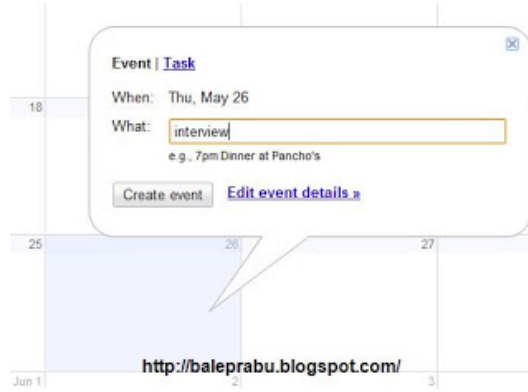 Event | Task
When: Thu, May 26
18
What: interview
e.g., 7pm Dinner at Pancho's
Create event Edit event details »
25 26 27
http://baleprabu.blogspot.com/
Jun 1 2 3